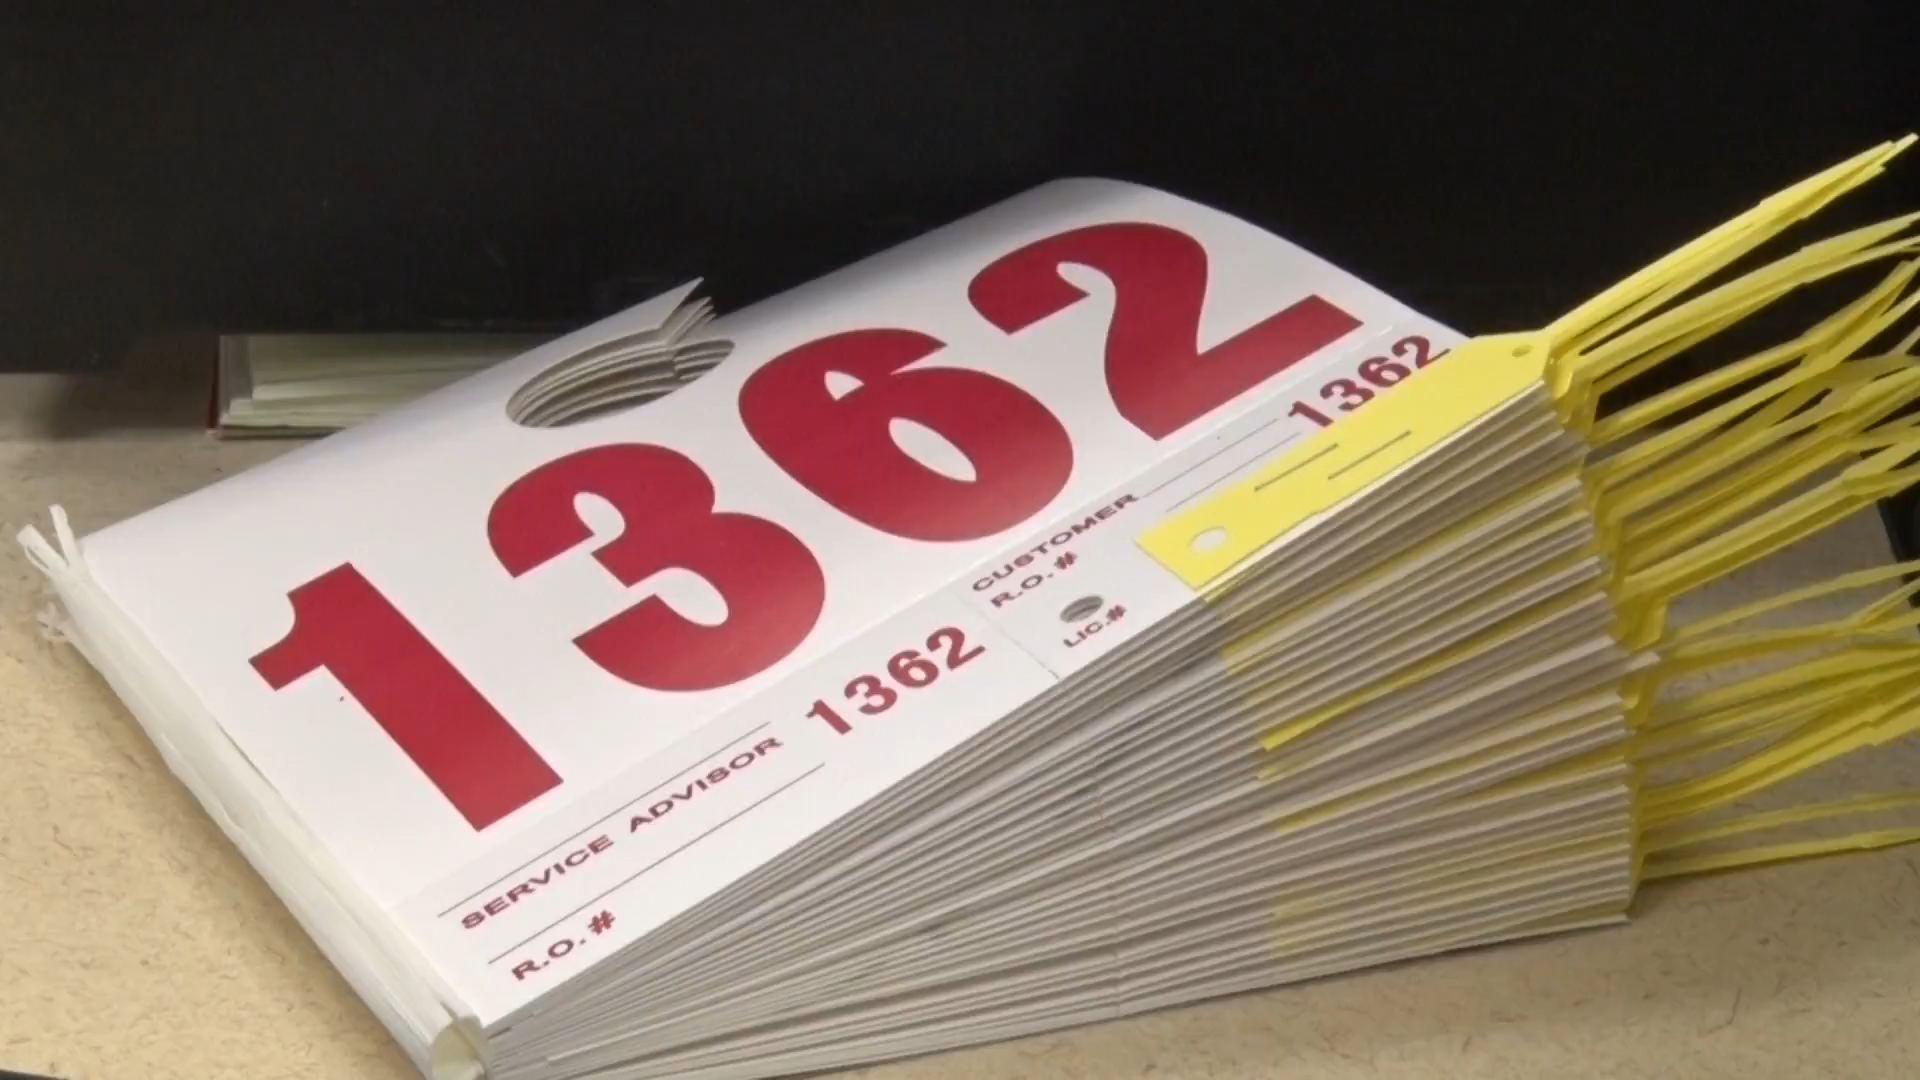 1362
SERVICE ADVISOR 1362
R.O.#
CUSTOMER 1362
R.O.#
LIC.#